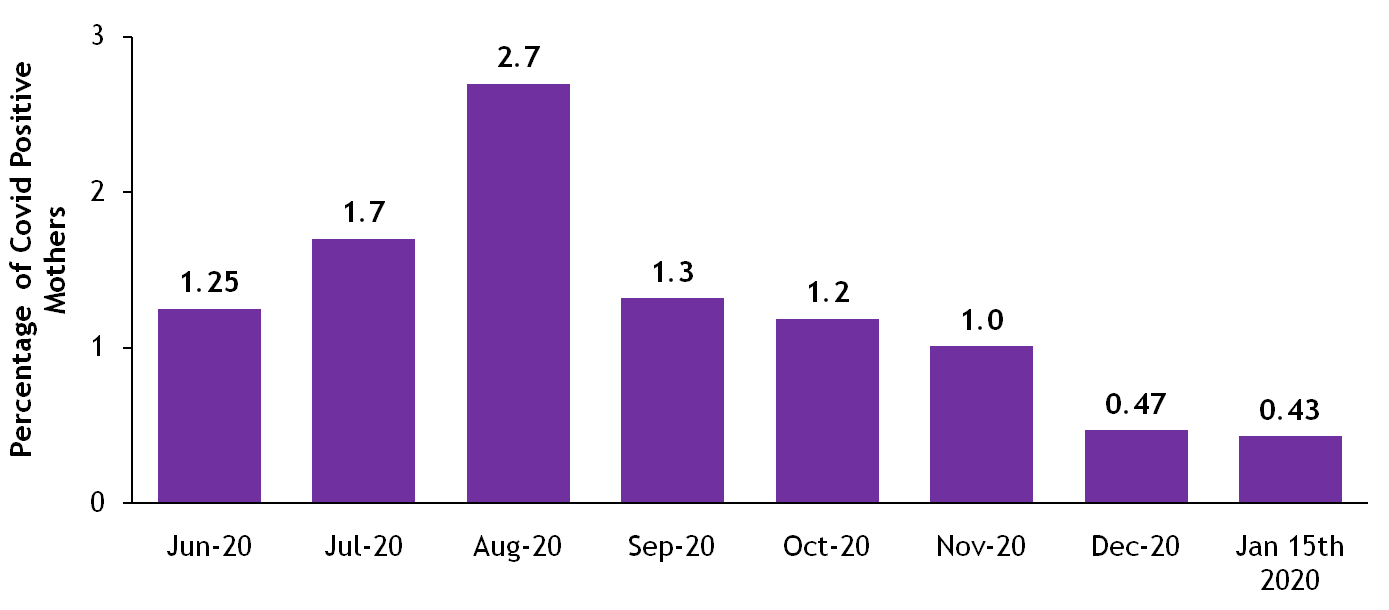 Percentage of Covid Positive
Mothers
3
2
1
0
1.25
1.7
2.7
1.3
1.2
1.0
0.47
0.43
Jun-20
Jul-20
Aug-20
Sep-20
Oct-20
Nov-20
Dec-20
Jan 15th
2020